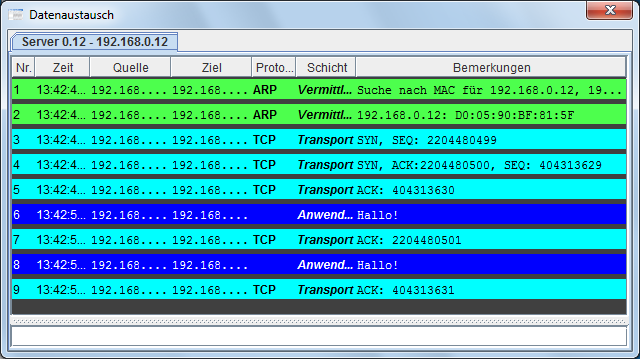 Datenaustausch
Server 0.12 - 192.168.0.12
Nr. Zeit Quelle Ziel Proto... Schicht Bemerkungen
1 13:42:4... 192.168.... 192.168.... ARP Vermittl... Suche nach MAC für 192.168.0.12, 19...
2 13:42:4... 192.168.... 192.168.... ARP Vermittl... 192.168.0.12: D0:05:90:BF:81:5F
3 13:42:4... 192.168.... 192.168.... TCP Transport SYN, SEQ: 2204480499
4 13:42:4... 192.168.... 192.168.... TCP Transport SYN, ACK:2204480500, SEQ: 404313629
5 13:42:4... 192.168.... 192.168.... TCP Transport ACK: 404313630
6 13:42:5... 192.168.... 192.168.... Anwend... Hallo!
7 13:42:5... 192.168.... 192.168.... TCP Transport ACK: 2204480501
8 13:42:5... 192.168.... 192.168.... Anwend... Hallo!
9 13:42:5... 192.168.... 192.168.... TCP Transport ACK: 404313631